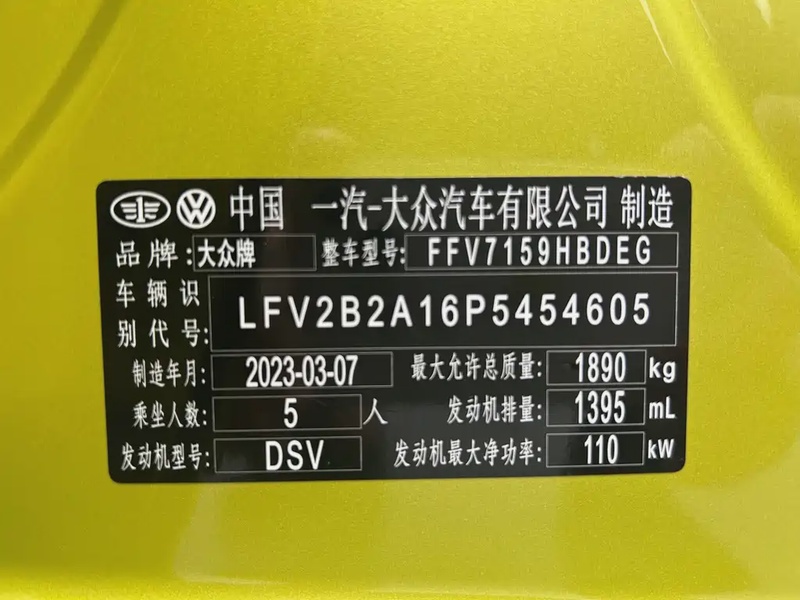 中国 一汽-大众汽车有限公司 制造
品牌: 大众牌 整车型号: FFV7159HBDEG
车辆识
别代号: LFV2B2A16P5454605
制造年月: 2023-03-07 最大允许总质量: 1890 kg
乘坐人数: 5 人 发动机排量: 1395 mL
发动机型号: DSV 发动机最大净功率: 110 kW